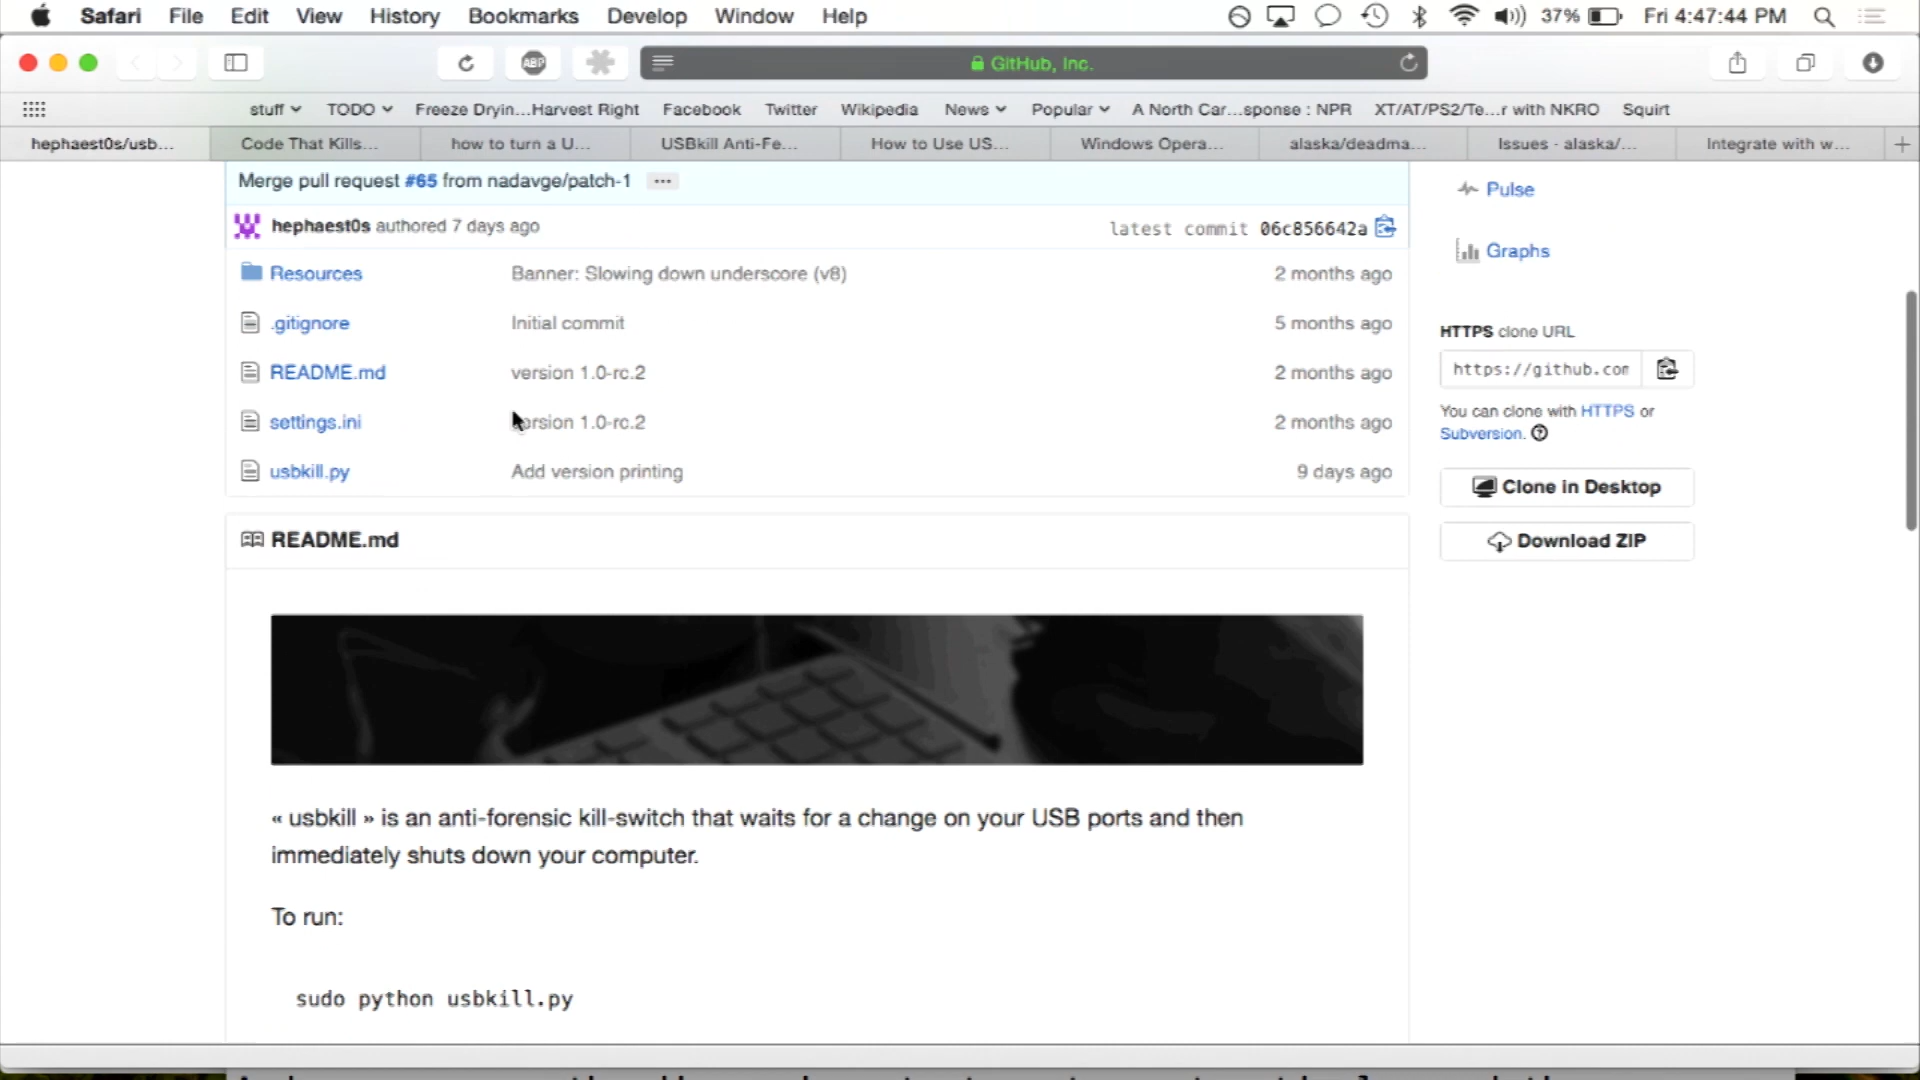 Safari File Edit View History Bookmarks Develop Window Help 37% Fri 4:47:44 PM
ABP GitHub, Inc.
stuff TODO Freeze Dryin...Harvest Right Facebook Twitter Wikipedia News Popular A North Car...sponse : NPR XT/AT/PS2/Te...r with NKRO Squirt
hephaest0s/usb... Code That Kills... how to turn a U... USBkill Anti-Fe... How to Use US... Windows Opera... alaska/deadma... Issues - alaska/... Integrate with w...
Merge pull request #65 from nadavge/patch-1 ...
hephaest0s authored 7 days ago latest commit 06c856642a
Resources Banner: Slowing down underscore (v8) 2 months ago
.gitignore Initial commit 5 months ago
README.md version 1.0-rc.2 2 months ago
settings.ini version 1.0-rc.2 2 months ago
usbkill.py Add version printing 9 days ago
Pulse
Graphs
HTTPS clone URL
https://github.com
You can clone with HTTPS or
Subversion.
Clone in Desktop
Download ZIP
README.md
« usbkill » is an anti-forensic kill-switch that waits for a change on your USB ports and then
immediately shuts down your computer.
To run:
sudo python usbkill.py